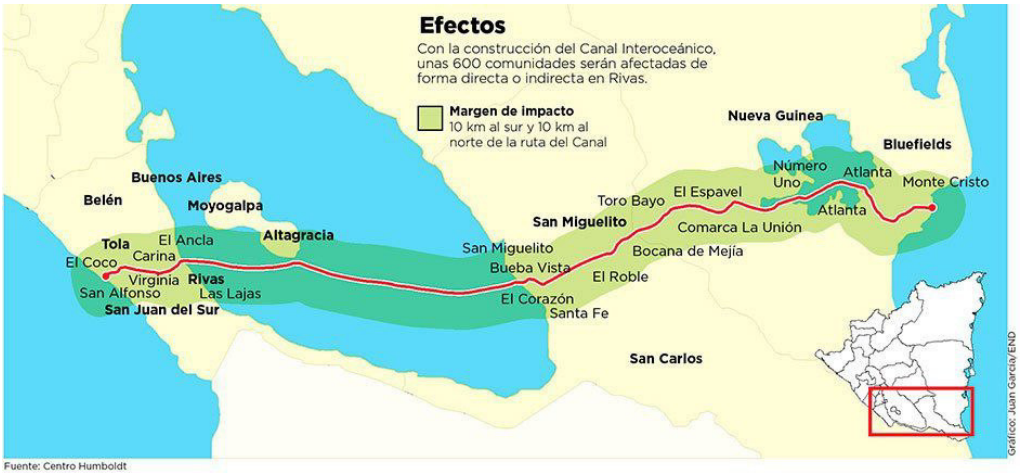 Efectos
Con la construcción del Canal Interoceánico,
unas 600 comunidades serán afectadas de
forma directa o indirecta en Rivas.
Margen de impacto
10 km al sur y 10 km al
norte de la ruta del Canal
Nueva Guinea
Bluefields
Número
Uno
Atlanta
Monte Cristo
Buenos Aires
Belén
Moyogalpa
El Espavel
Toro Bayo
Atlanta
San Miguelito
Comarca La Unión
Altagracia
Tola
El Ancla
San Miguelito
Bocana de Mejía
Carina
El Coco
Bueba Vista
El Roble
Virginia
Rivas
San Alfonso
Las Lajas
El Corazón
San Juan del Sur
Santa Fe
San Carlos
Gráfico: Juan García/END
Fuente: Centro Humboldt